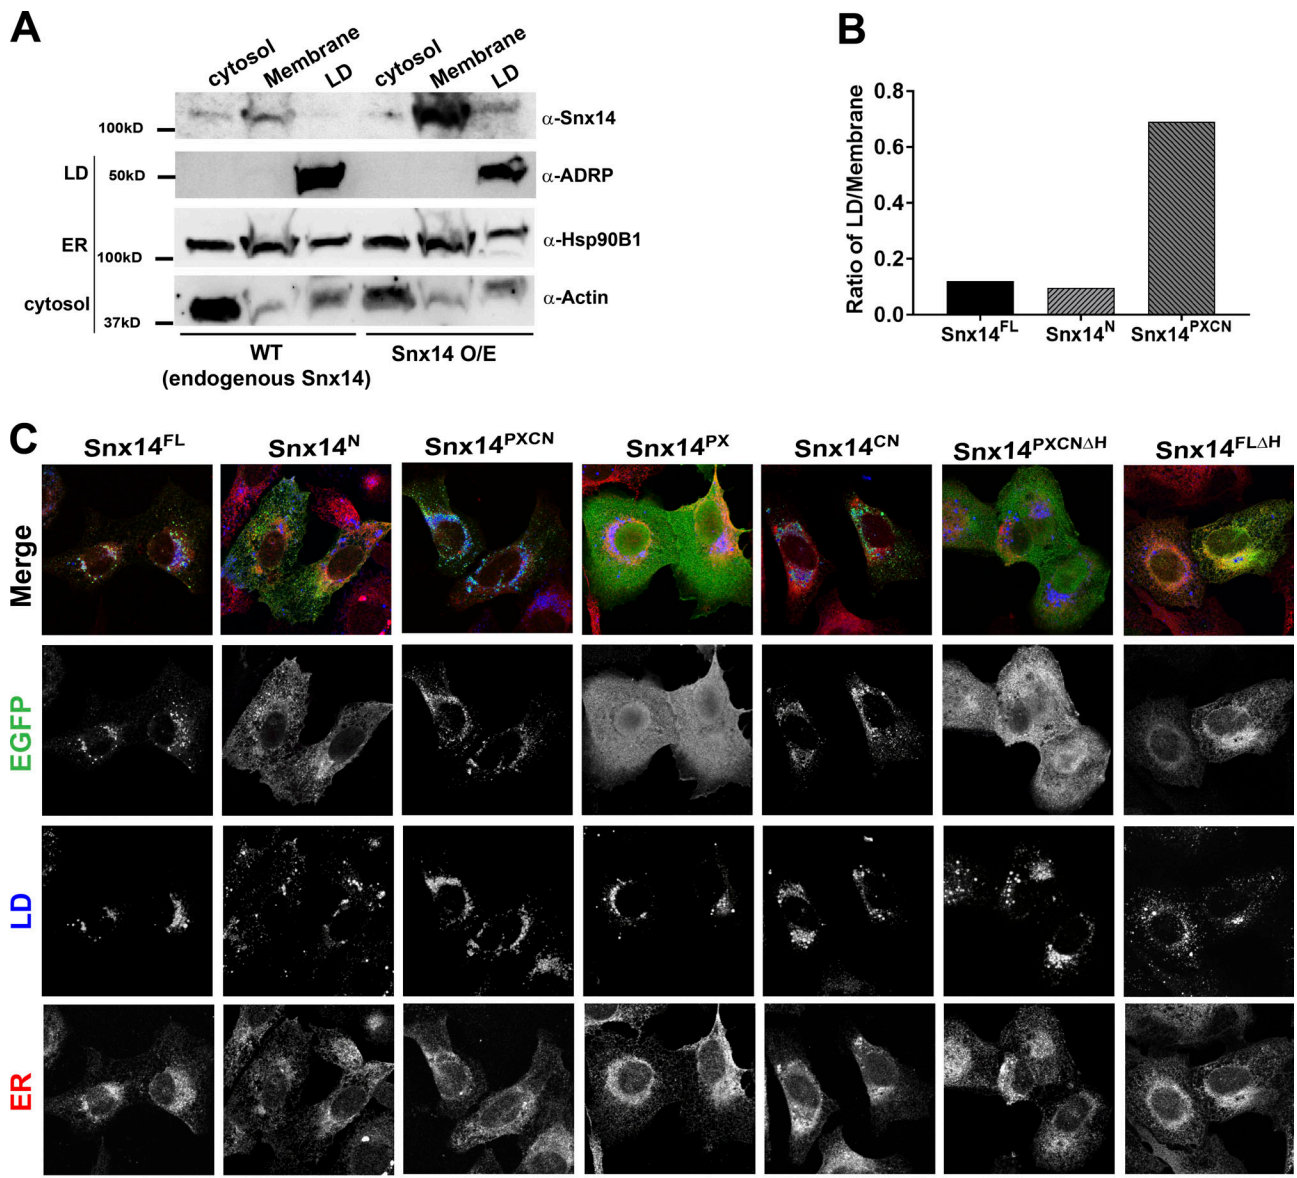 A
cytosol Membrane LD cytosol Membrane LD
100kD α-Snx14
LD 50kD α-ADRP
ER 100kD α-Hsp90B1
cytosol 37kD α-Actin
WT Snx14 O/E
(endogenous Snx14)
B
Ratio of LD/Membrane
0.8
0.6
0.4
0.2
0.0
Snx14FL Snx14N Snx14PXCN
C
Snx14FL Snx14N Snx14PXCN Snx14PX Snx14CN Snx14PXCNΔH Snx14FLΔH
Merge
EGFP
LD
ER